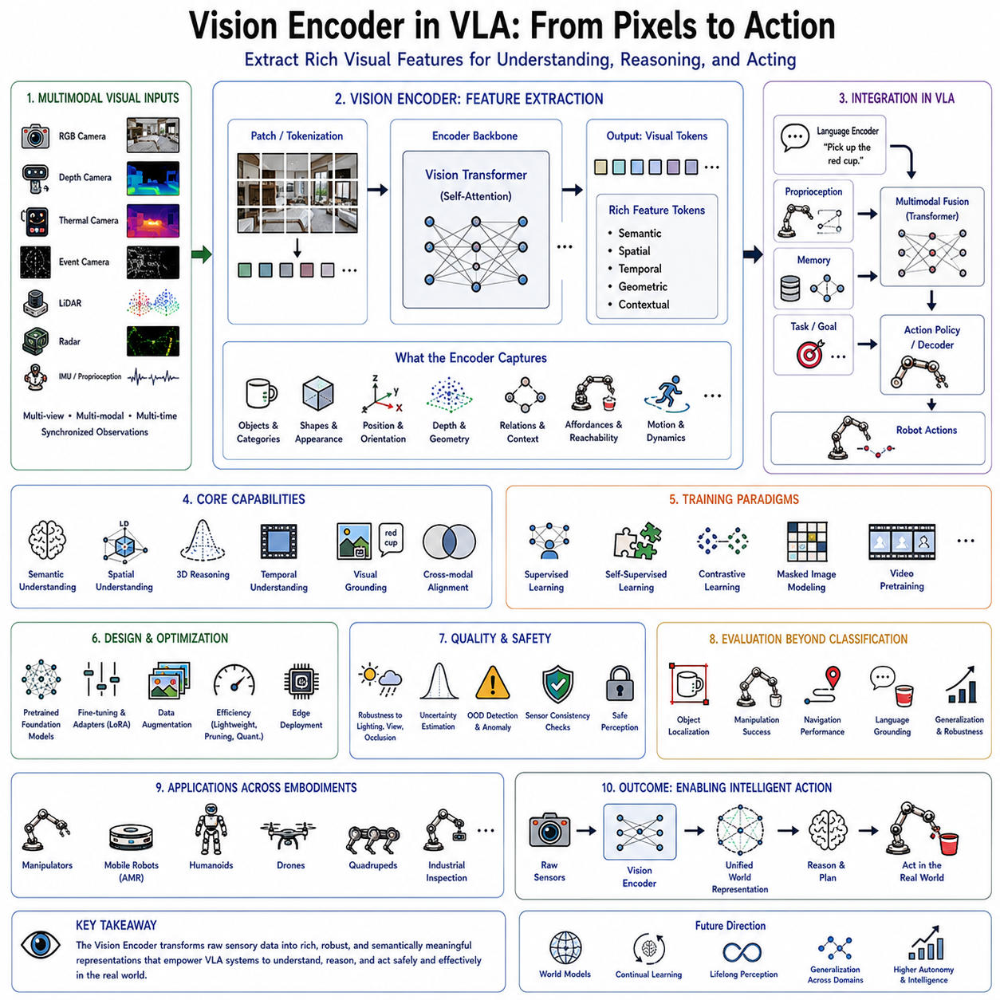 Vision Encoder in VLA: From Pixels to Action
Extract Rich Visual Features for Understanding, Reasoning, and Acting
1. MULTIMODAL VISUAL INPUTS
RGB Camera
Depth Camera
Thermal Camera
Event Camera
LiDAR
Radar
IMU / Proprioception
Multi-view • Multi-modal • Multi-time
Synchronized Observations
2. VISION ENCODER: FEATURE EXTRACTION
Patch / Tokenization
...
Encoder Backbone
Vision Transformer
(Self-Attention)
...
Output: Visual Tokens
...
Rich Feature Tokens
• Semantic
• Spatial
• Temporal
• Geometric
• Contextual
What the Encoder Captures
Objects &
Categories
Shapes &
Appearance
Z
y
X
Position &
Orientation
Depth &
Geometry
Relations &
Context
Affordances &
Reachability
Motion &
Dynamics
...
3. INTEGRATION IN VLA
Language Encoder
"Pick up the
red cup."
Proprioception
Memory
Task / Goal
...
Multimodal Fusion
(Transformer)
Action Policy
/ Decoder
Robot Actions
4. CORE CAPABILITIES
Semantic
Understanding
LD
Spatial
Understanding
3D Reasoning
Temporal
Understanding
red
cup
Visual
Grounding
Cross-modal
Alignment
5. TRAINING PARADIGMS
Supervised
Learning
Self-Supervised
Learning
Contrastive
Learning
Masked Image
Modeling
Video
Pretraining
...
6. DESIGN & OPTIMIZATION
Pretrained
Foundation
Models
Fine-tuning &
Adapters (LoRA)
Data
Augmentation
Efficiency
(Lightweight,
Pruning, Quant.)
Edge
Deployment
7. QUALITY & SAFETY
Robustness to
Lighting, View,
Occlusion
Uncertainty
Estimation
OOD Detection
& Anomaly
Sensor Consistency
Checks
Safe
Perception
8. EVALUATION BEYOND CLASSIFICATION
Object
Localization
Manipulation
Success
Navigation
Performance
Language
Grounding
Generalization
& Robustness
9. APPLICATIONS ACROSS EMBODIMENTS
Manipulators
Mobile Robots
(AMR)
Humanoids
Drones
Quadrupeds
Industrial
Inspection
...
10. OUTCOME: ENABLING INTELLIGENT ACTION
Raw
Sensors
Vision
Encoder
Unified
World
Representation
Reason &
Plan
Act in the
Real World
KEY TAKEAWAY
The Vision Encoder transforms raw sensory data into rich, robust, and semantically meaningful
representations that empower VLA systems to understand, reason, and act safely and effectively
in the real world.
Future Direction
World Models
Continual Learning
Lifelong Perception
Generalization
Across Domains
Higher Autonomy
& Intelligence